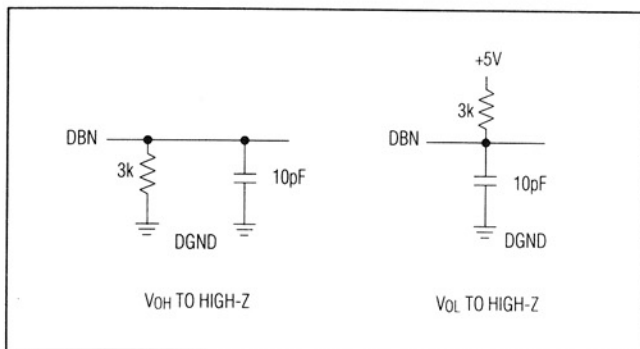 +5V
3k
DBN
DBN
3k
10pF
10pF
DGND
DGND
VOH TO HIGH-Z
VOL TO HIGH-Z